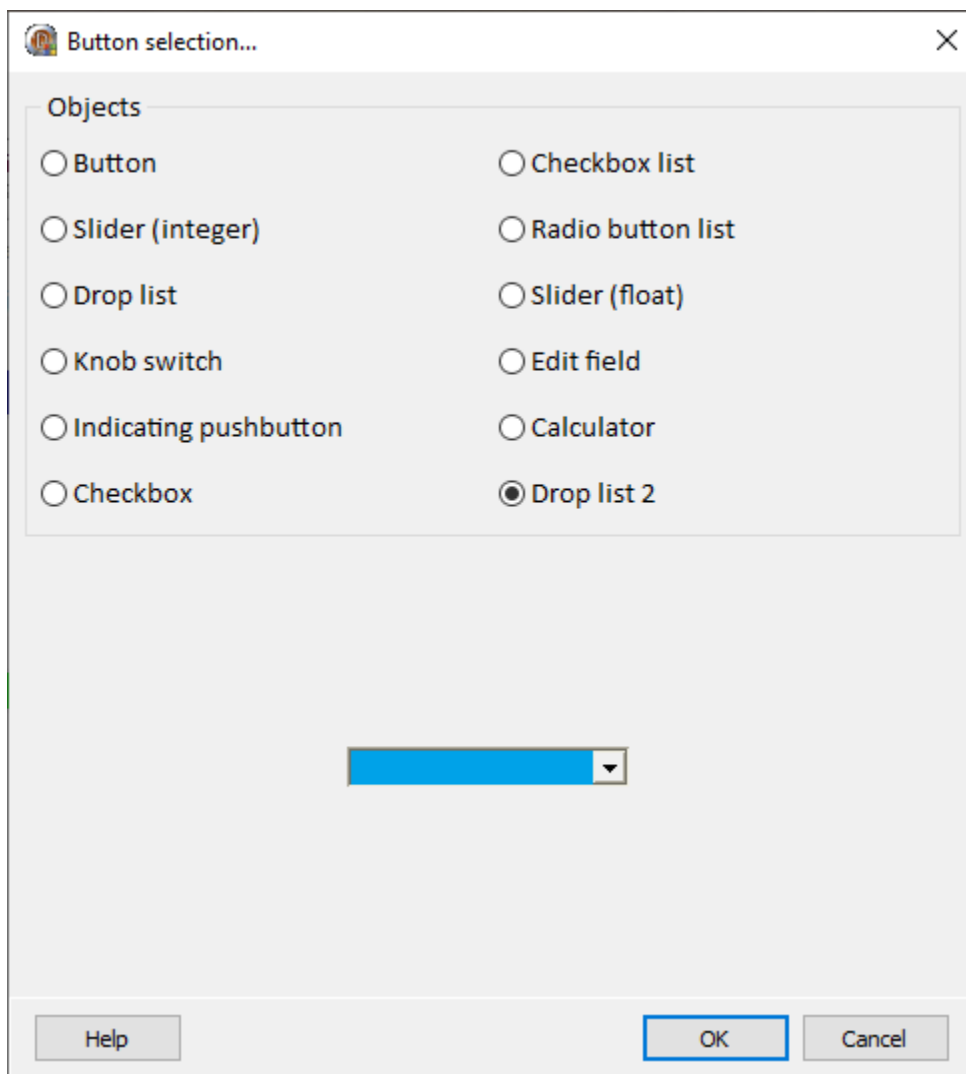 Button selection...
Objects
Button
Slider (integer)
Drop list
Knob switch
Indicating pushbutton
Checkbox
Checkbox list
Radio button list
Slider (float)
Edit field
Calculator
Drop list 2
Help
OK
Cancel